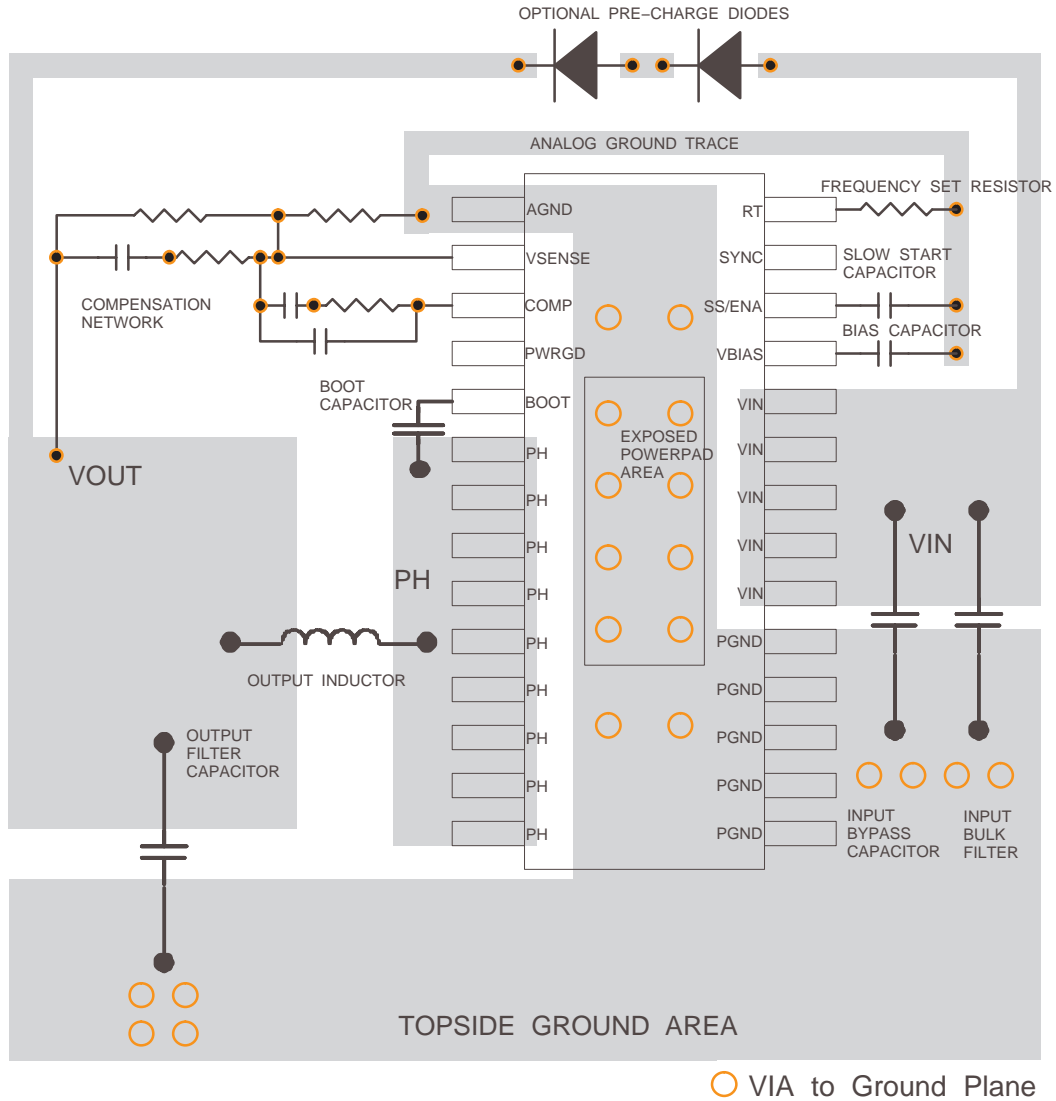 OPTIONAL PRE−CHARGE DIODES
ANALOG GROUND TRACE
FREQUENCY SET RESISTOR
AGND
RT
VSENSE
SYNC
SLOW START
CAPACITOR
COMPENSATION
NETWORK
COMP
SS/ENA
BIAS CAPACITOR
PWRGD
VBIAS
BOOT
CAPACITOR
BOOT
VIN
EXPOSED
POWERPAD
AREA
VOUT
PH
VIN
PH
VIN
PH
VIN
VIN
PH
PH
VIN
PH
PGND
OUTPUT INDUCTOR
PH
PGND
OUTPUT
FILTER
CAPACITOR
PH
PGND
PH
PGND
INPUT
BYPASS
CAPACITOR
INPUT
BULK
FILTER
PH
PGND
TOPSIDE GROUND AREA
VIA to Ground Plane